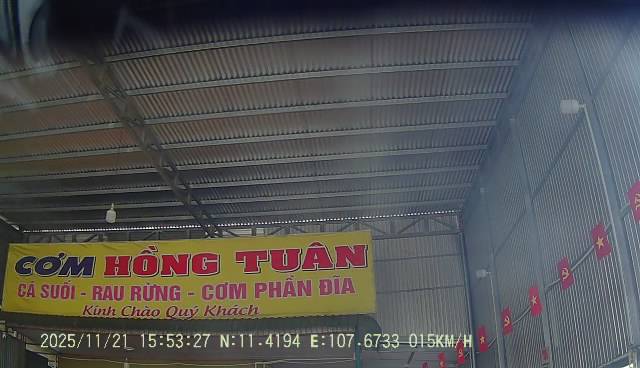 CƠM HỒNG TUÂN
CÁ SUỐI - RAU RỪNG - CƠM PHẦN ĐĨA
Kính Chào Quý Khách
2025/11/21 15:53:27 N:11.4194 E:107.6733 015KM/H